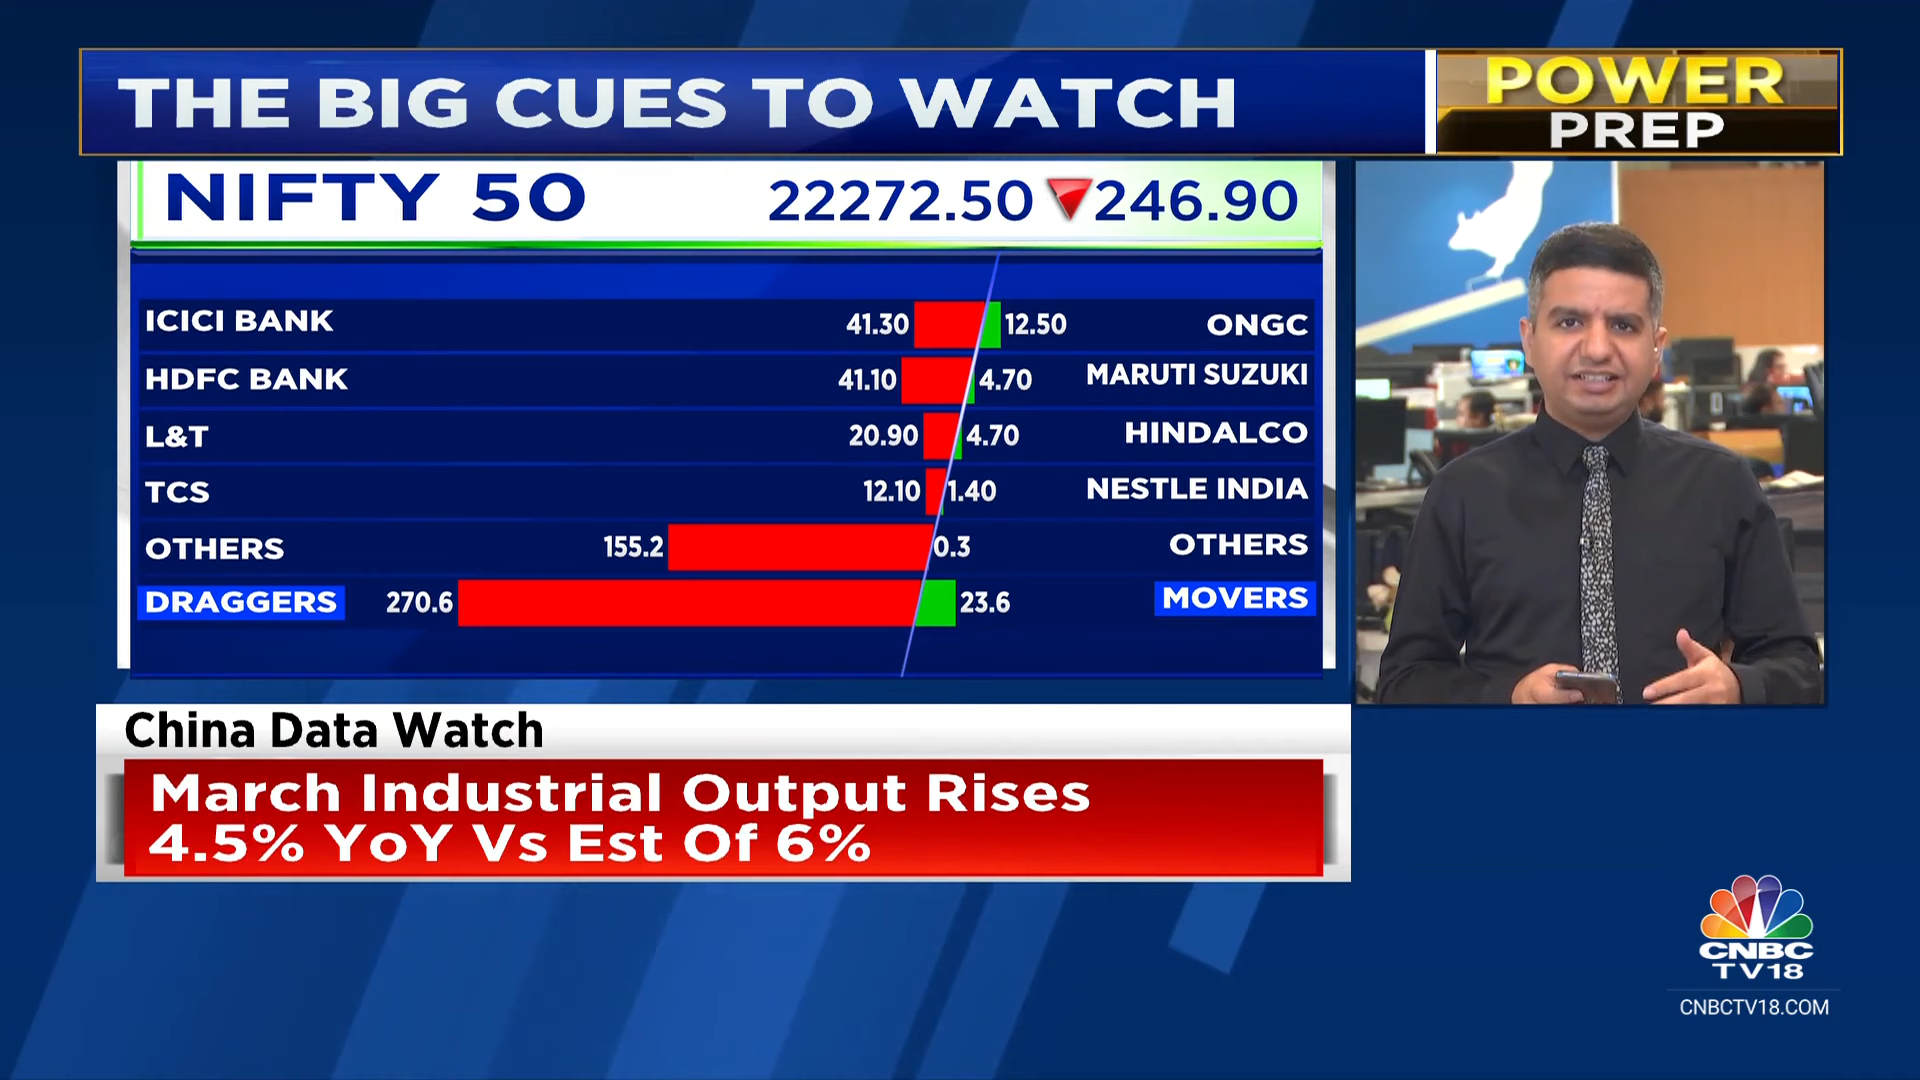 THE BIG CUES TO WATCH
POWER
PREP
NIFTY 50 22272.50 246.90
ICICI BANK 41.30 12.50 ONGC
HDFC BANK 41.10 4.70 MARUTI SUZUKI
L&T 20.90 4.70 HINDALCO
TCS 12.10 1.40 NESTLE INDIA
OTHERS 155.2 0.3 OTHERS
DRAGGERS 270.6 23.6 MOVERS
China Data Watch
March Industrial Output Rises
4.5% YoY Vs Est Of 6%
CNBC
TV18
CNBCTV18.COM